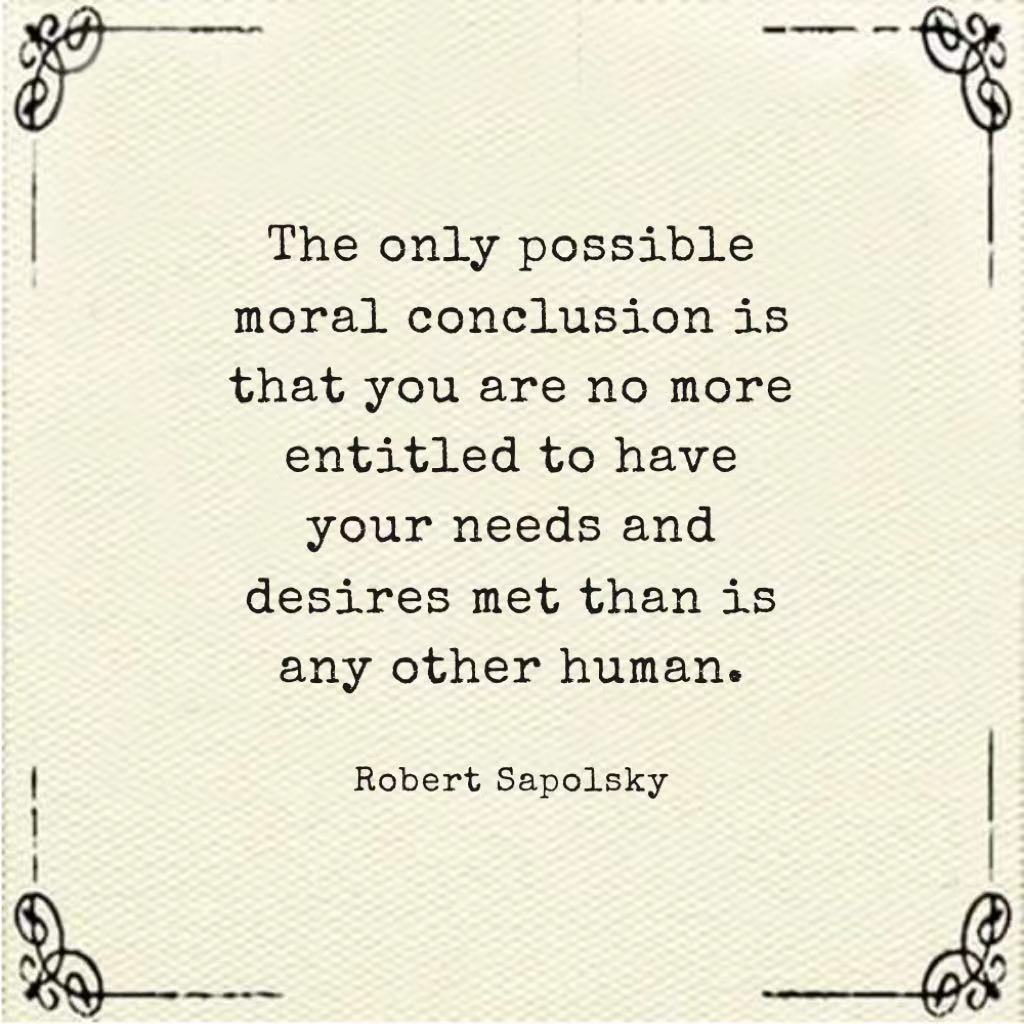 The only possible
moral conclusion is
that you are no more
entitled to have
your needs and
desires met than is
any other human.
Robert Sapolsky